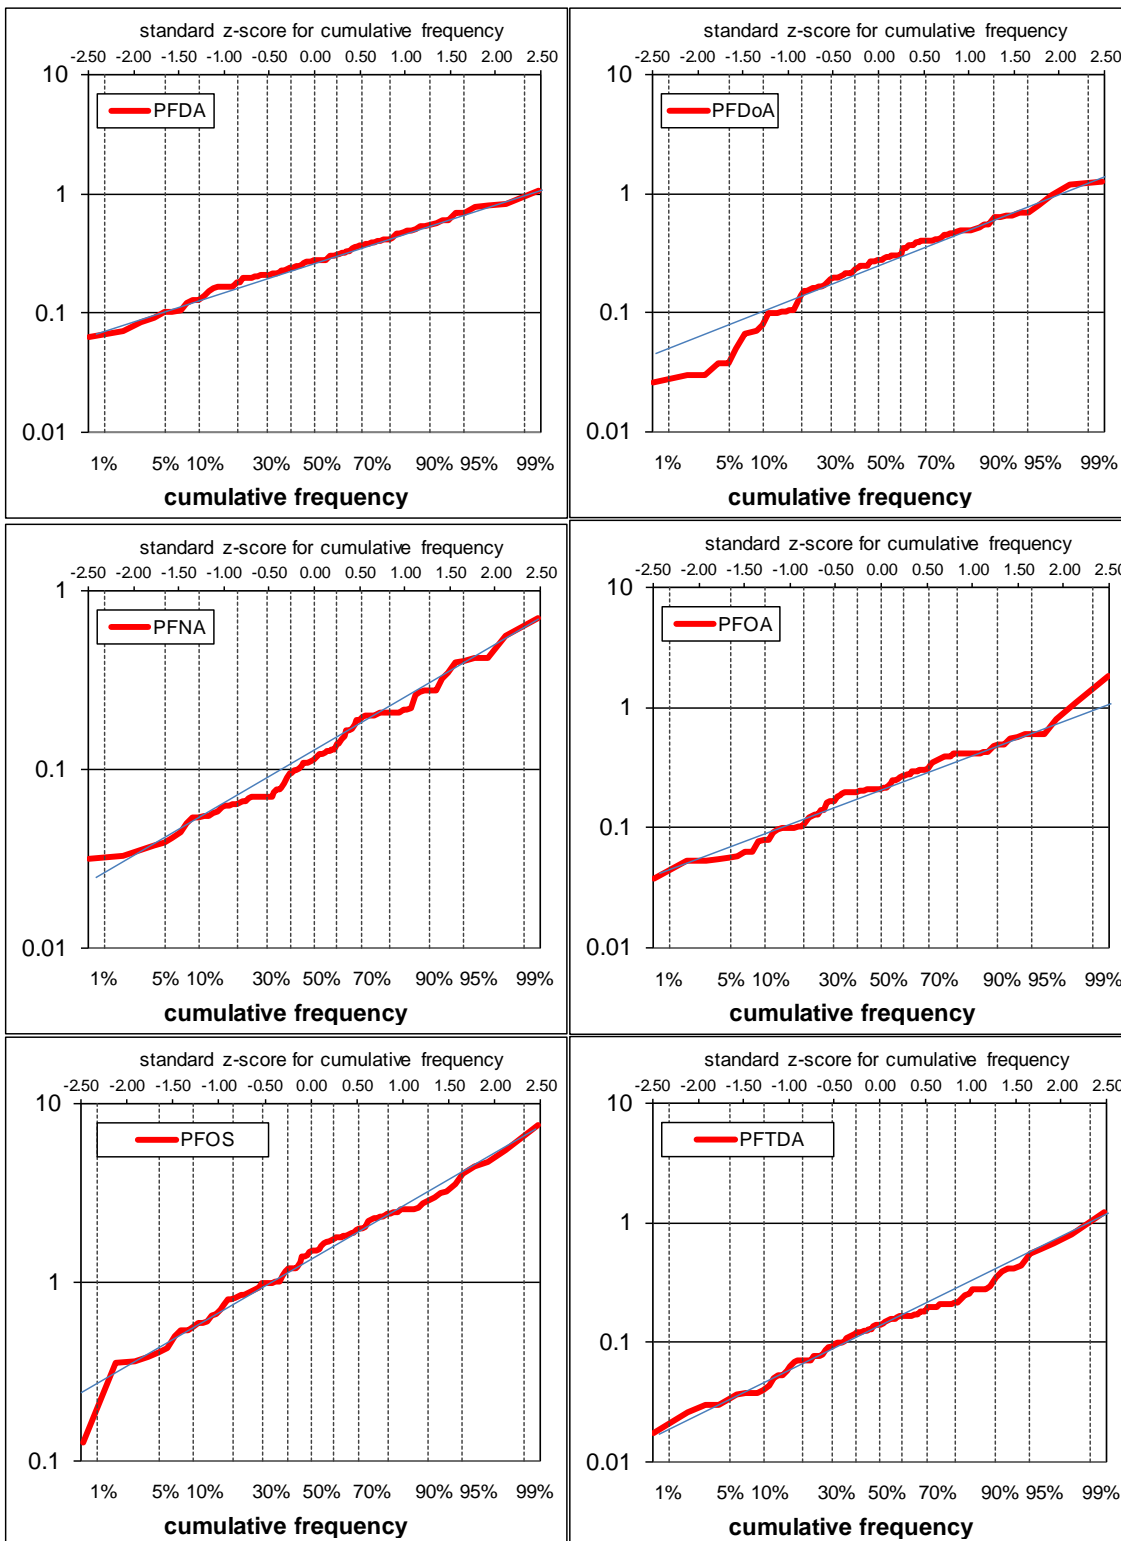 standard z-score for cumulative frequency
-2.50 -2.00 -1.50 -1.00 -0.50 0.00 0.50 1.00 1.50 2.00 2.50
10
PFDA
1
0.1
0.01
1% 5% 10% 30% 50% 70% 90% 95% 99%
cumulative frequency
standard z-score for cumulative frequency
-2.50 -2.00 -1.50 -1.00 -0.50 0.00 0.50 1.00 1.50 2.00 2.50
10
PFDoA
1
0.1
0.01
1% 5% 10% 30% 50% 70% 90% 95% 99%
cumulative frequency
standard z-score for cumulative frequency
-2.50 -2.00 -1.50 -1.00 -0.50 0.00 0.50 1.00 1.50 2.00 2.50
1
PFNA
0.1
0.01
1% 5% 10% 30% 50% 70% 90% 95% 99%
cumulative frequency
standard z-score for cumulative frequency
-2.50 -2.00 -1.50 -1.00 -0.50 0.00 0.50 1.00 1.50 2.00 2.50
10
PFOA
1
0.1
0.01
1% 5% 10% 30% 50% 70% 90% 95% 99%
cumulative frequency
standard z-score for cumulative frequency
-2.50 -2.00 -1.50 -1.00 -0.50 0.00 0.50 1.00 1.50 2.00 2.50
10
PFOS
1
0.1
1% 5% 10% 30% 50% 70% 90% 95% 99%
cumulative frequency
standard z-score for cumulative frequency
-2.50 -2.00 -1.50 -1.00 -0.50 0.00 0.50 1.00 1.50 2.00 2.50
10
PFTDA
1
0.1
0.01
1% 5% 10% 30% 50% 70% 90% 95% 99%
cumulative frequency